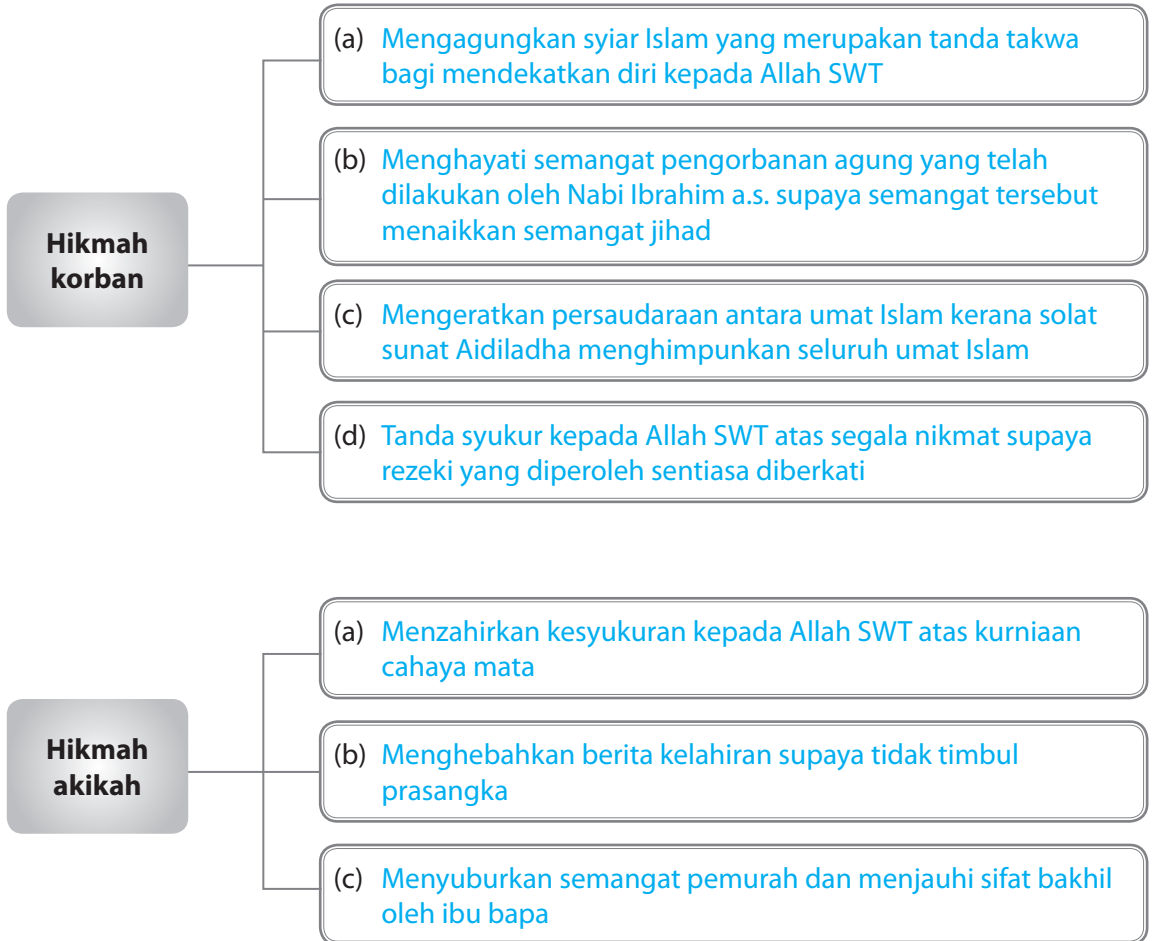 (a) Mengagungkan syiar Islam yang merupakan tanda takwa
bagi mendekatkan diri kepada Allah SWT
(b) Menghayati semangat pengorbanan agung yang telah
dilakukan oleh Nabi Ibrahim a.s. supaya semangat tersebut
menaikkan semangat jihad
Hikmah
korban
(c) Mengeratkan persaudaraan antara umat Islam kerana solat
sunat Aidiladha menghimpunkan seluruh umat Islam
(d) Tanda syukur kepada Allah SWT atas segala nikmat supaya
rezeki yang diperoleh sentiasa diberkati
(a) Menzahirkan kesyukuran kepada Allah SWT atas kurniaan
cahaya mata
Hikmah
akikah
(b) Menghebahkan berita kelahiran supaya tidak timbul
prasangka
(c) Menyuburkan semangat pemurah dan menjauhi sifat bakhil
oleh ibu bapa